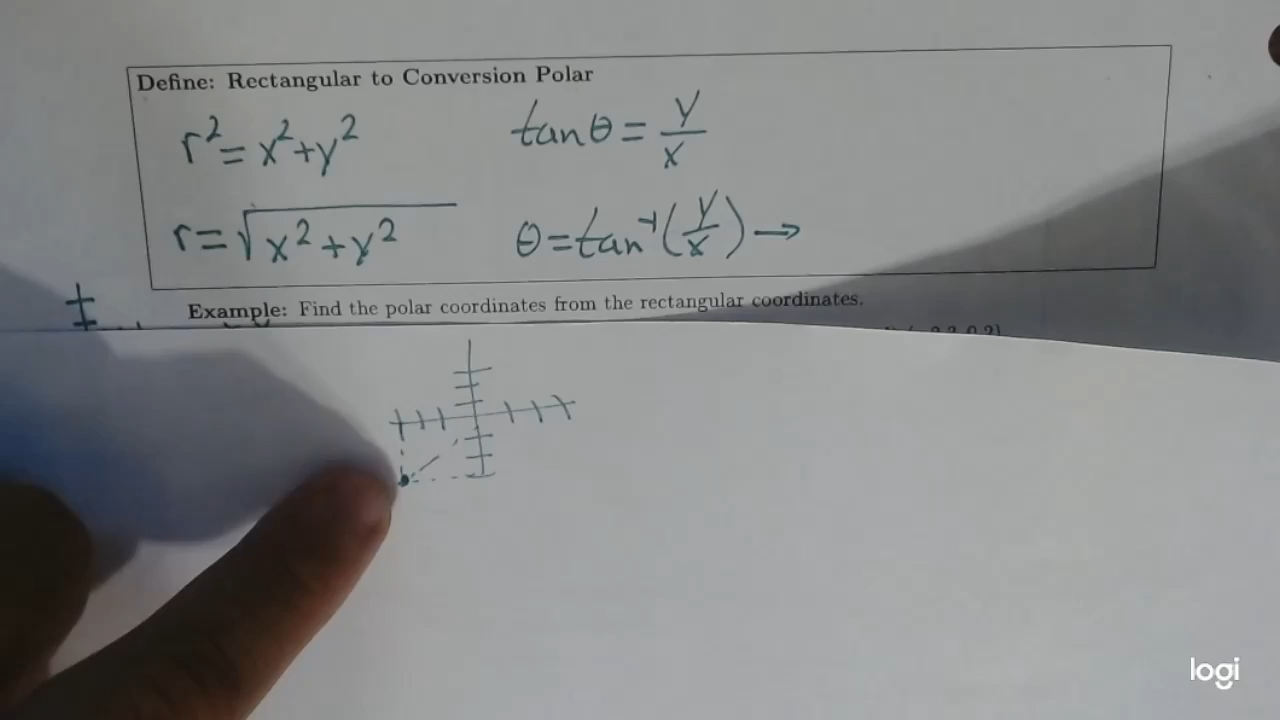 Define: Rectangular to Conversion Polar
r² = x² + y²
tan θ = y/x
r = √(x² + y²)
θ = tan⁻¹(y/x) →
Example: Find the polar coordinates from the rectangular coordinates.
logi